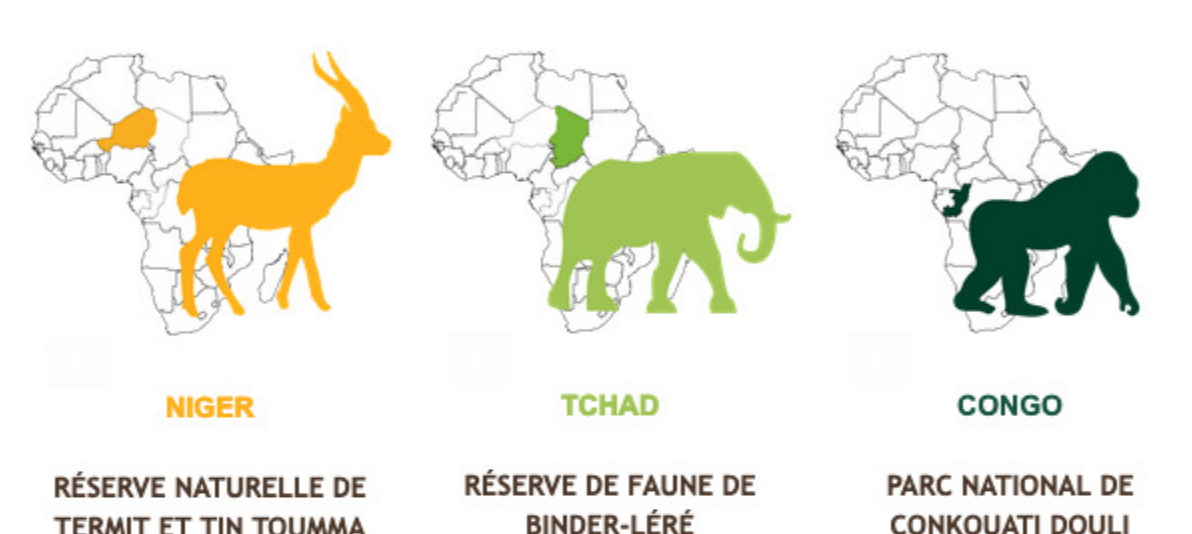 NIGER
TCHAD
CONGO
RÉSERVE NATURELLE DE
TERMIT ET TIN TOUMMA
RÉSERVE DE FAUNE DE
BINDER-LÉRÉ
PARC NATIONAL DE
CONKOUATI DOULI